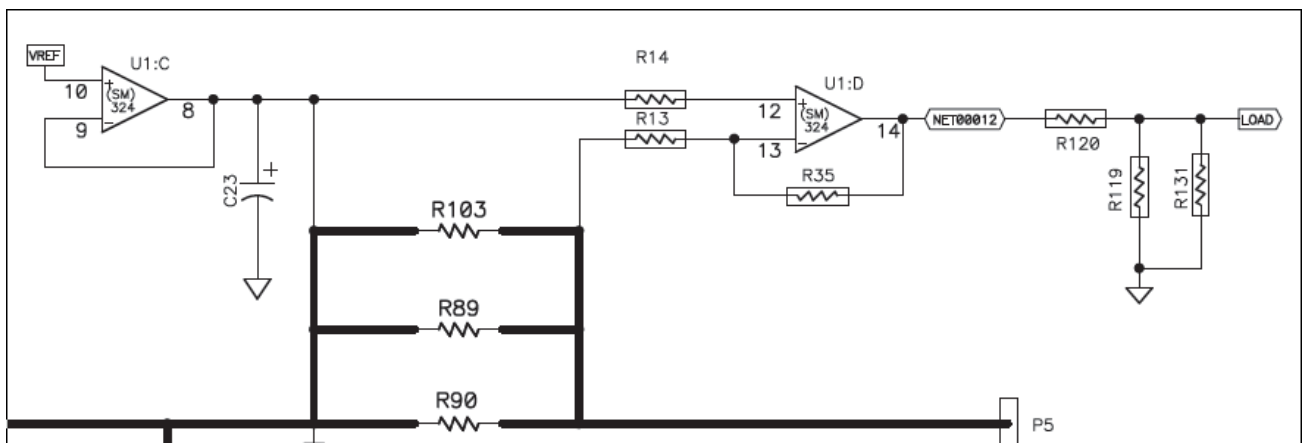 VREF
U1:C
10
+
(SM)
324
9
-
8
R14
R13
U1:D
12
+
(SM)
324
13
-
14
NET00012
R120
LOAD
R35
R119
R131
C23
+
R103
R89
R90
P5